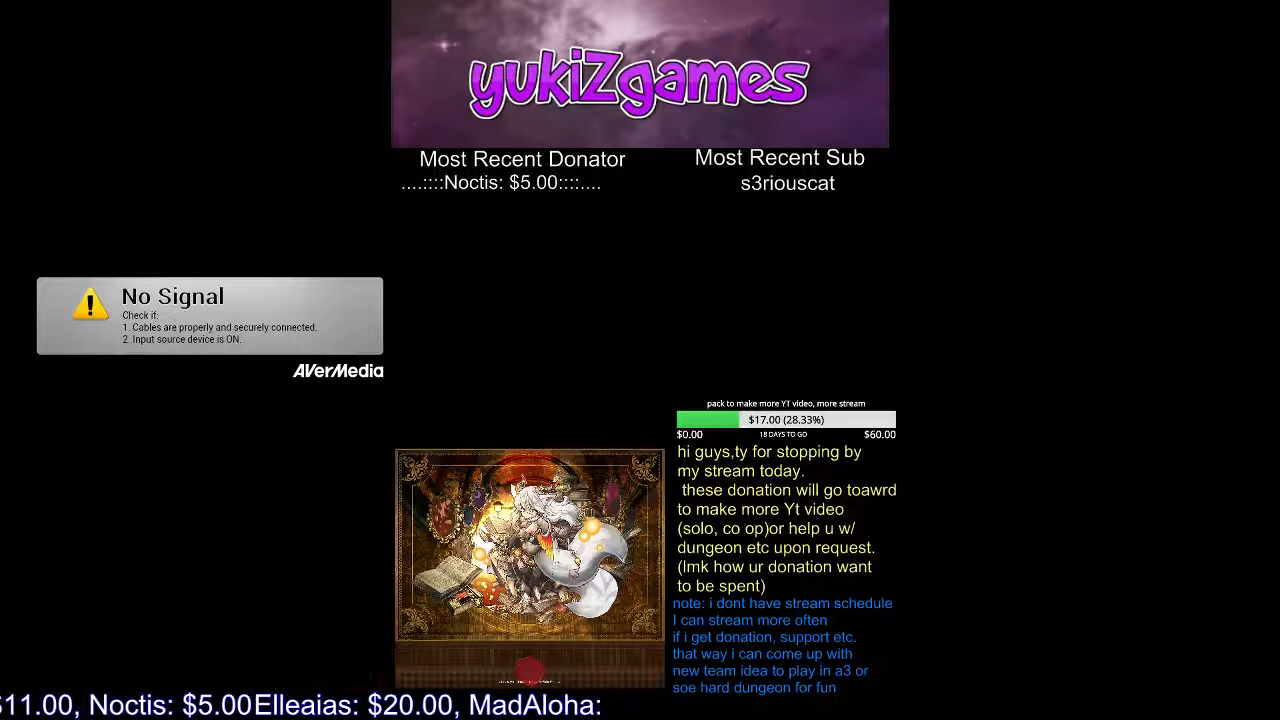 yukiZgames
Most Recent Donator
....::::Noctis: $5.00::::....
Most Recent Sub
s3riouscat
No Signal
Check if:
1. Cables are properly and securely connected.
2. Input source device is ON.
AVerMedia
pack to make more YT video, more stream
$17.00 (28.33%)
$0.00 18 DAYS TO GO $60.00
hi guys,ty for stopping by
my stream today.
these donation will go toawrd
to make more Yt video
(solo, co op)or help u w/
dungeon etc upon request.
(lmk how ur donation want
to be spent)
note: i dont have stream schedule
I can stream more often
if i get donation, support etc.
that way i can come up with
new team idea to play in a3 or
soe hard dungeon for fun
$11.00, Noctis: $5.00Elleaias: $20.00, MadAloha: